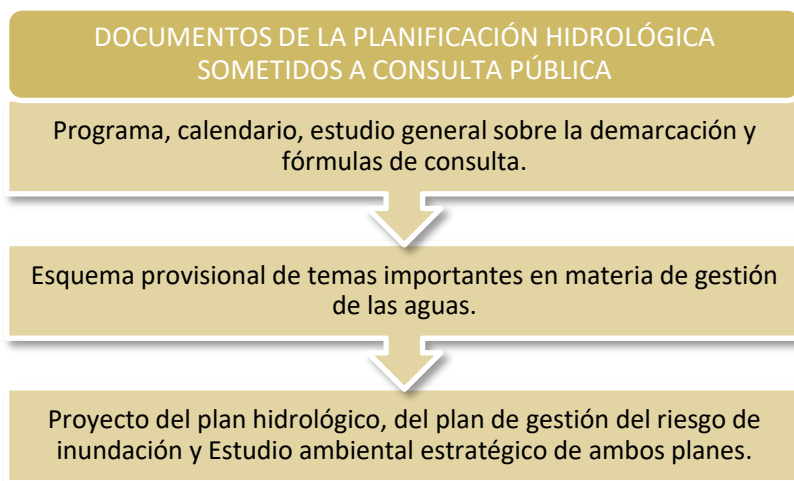 DOCUMENTOS DE LA PLANIFICACIÓN HIDROLÓGICA
SOMETIDOS A CONSULTA PÚBLICA
Programa, calendario, estudio general sobre la demarcación y
fórmulas de consulta.
Esquema provisional de temas importantes en materia de gestión
de las aguas.
Proyecto del plan hidrológico, del plan de gestión del riesgo de
inundación y Estudio ambiental estratégico de ambos planes.